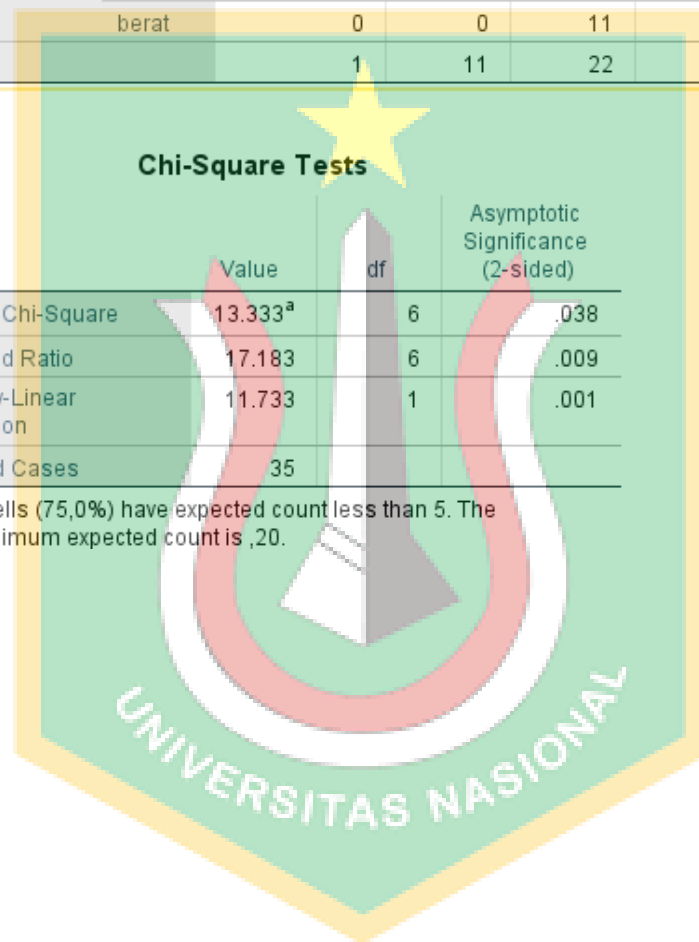 berat 0 0 11
1 11 22
Chi-Square Tests
Asymptotic
Significance
(2-sided)
Value df
Chi-Square 13.333a 6 .038
d Ratio 17.183 6 .009
-Linear 11.733 1 .001
on
Cases 35
ells (75,0%) have expected count less than 5. The
imum expected count is ,20.
UNIVERSITAS NASIONAL